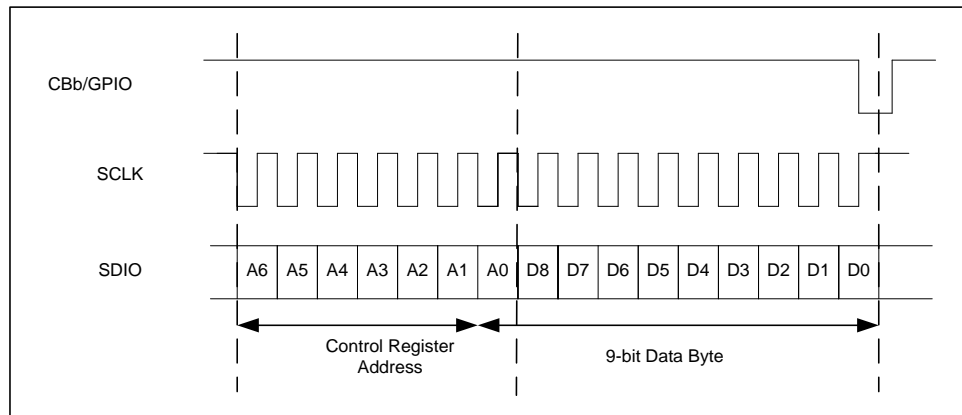 CBb/GPIO
SCLK
SDIO
A6 A5 A4 A3 A2 A1 A0 D8 D7 D6 D5 D4 D3 D2 D1 D0
Control Register
Address
9-bit Data Byte